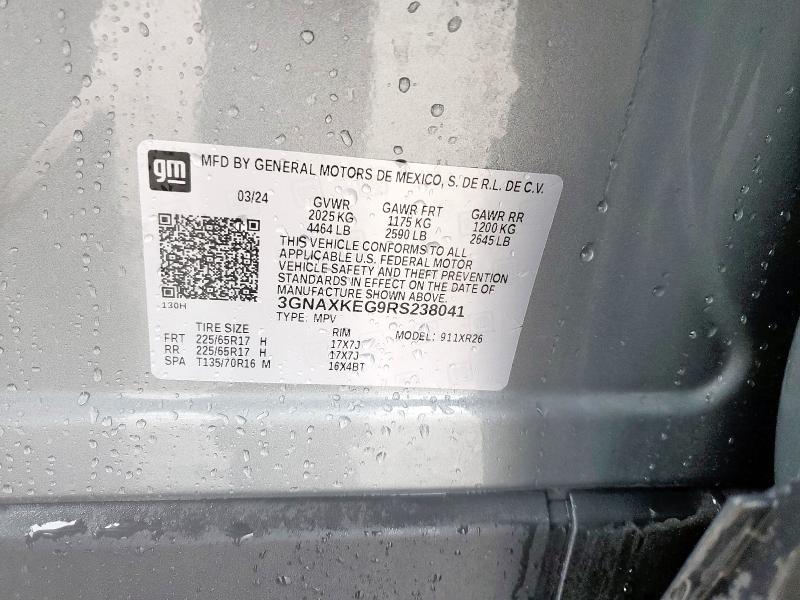 gm
MFD BY GENERAL MOTORS DE MEXICO, S. DE R.L. DE C.V.
03/24
GVWR GAWR FRT GAWR RR
2025 KG 1175 KG 1200 KG
4464 LB 2590 LB 2645 LB
THIS VEHICLE CONFORMS TO ALL
APPLICABLE U.S. FEDERAL MOTOR
VEHICLE SAFETY AND THEFT PREVENTION
STANDARDS IN EFFECT ON THE DATE OF
MANUFACTURE SHOWN ABOVE.
130H
3GNAXKEG9RS238041
TYPE: MPV MODEL: 911XR26
TIRE SIZE RIM
FRT 225/65R17 H 17X7J
RR 225/65R17 H 17X7J
SPA T135/70R16 M 16X4BT